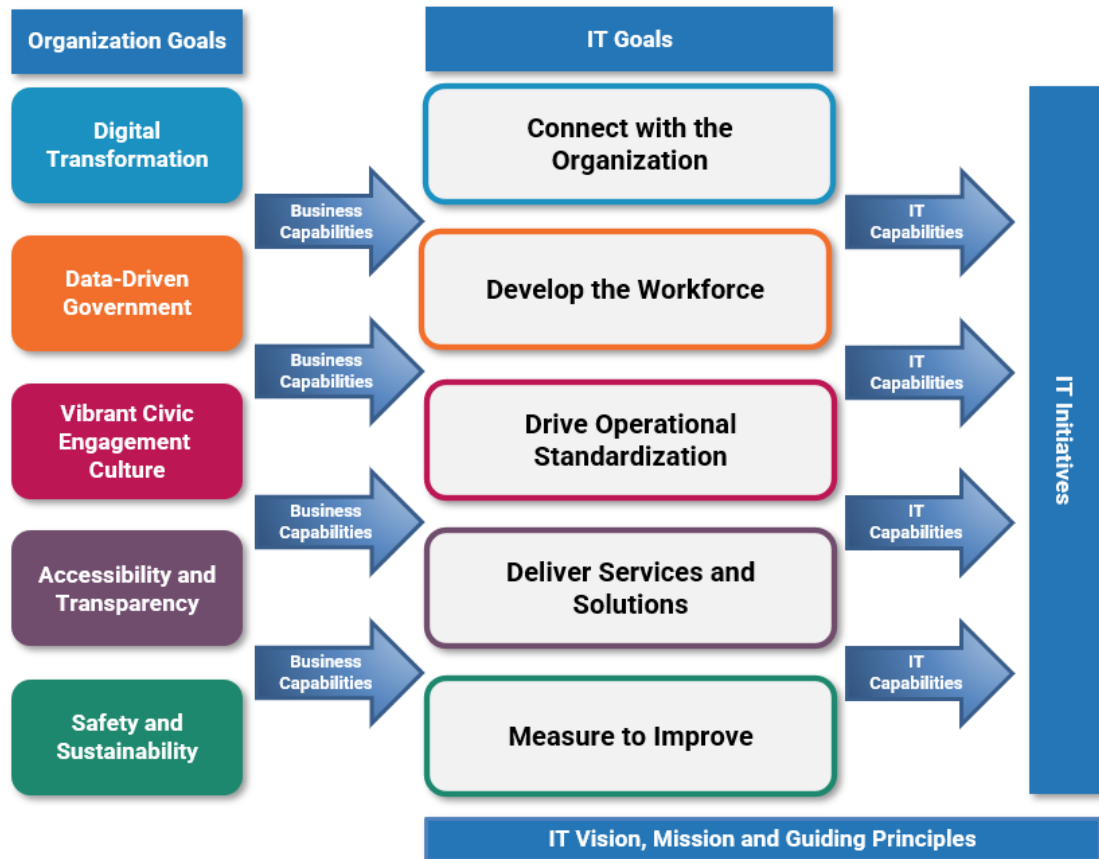 Organization Goals
IT Goals
Digital
Transformation
Connect with the
Organization
Business
Capabilities
IT
Capabilities
Data-Driven
Government
Develop the Workforce
Business
Capabilities
IT
Capabilities
Vibrant Civic
Engagement
Culture
Drive Operational
Standardization
Business
Capabilities
IT
Capabilities
Accessibility and
Transparency
Deliver Services and
Solutions
Business
Capabilities
IT
Capabilities
Safety and
Sustainability
Measure to Improve
IT Initiatives
IT Vision, Mission and Guiding Principles